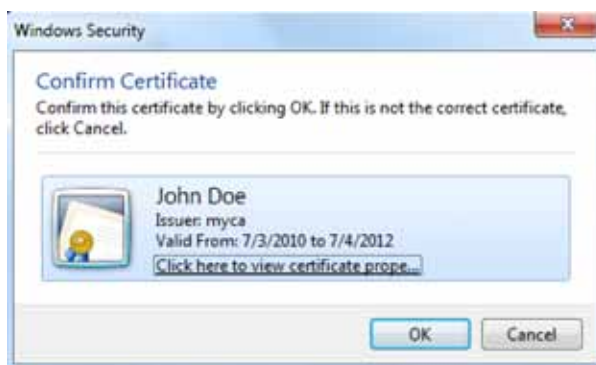 Windows Security
Confirm Certificate
Confirm this certificate by clicking OK. If this is not the correct certificate,
click Cancel.
John Doe
Issuer: myca
Valid From: 7/3/2010 to 7/4/2012
Click here to view certificate prope...
OK
Cancel